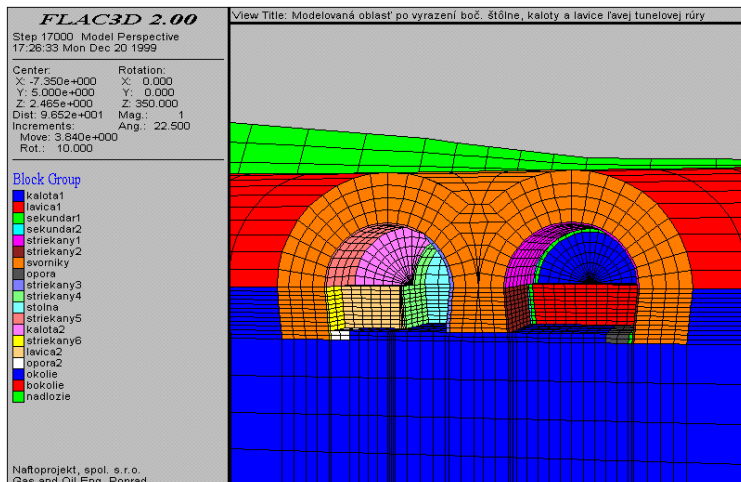 FLAC3D 2.00
Step 17000 Model Perspective
17:26:33 Mon Dec 20 1999
Center:
X: -7.350e+000
Y: 5.000e+000
Z: 2.465e+000
Dist: 9.652e+001
Increments:
Move: 3.840e+000
Rot.: 10.000
Rotation:
X: 0.000
Y: 0.000
Z: 350.000
Mag.: 1
Ang.: 22.500
Block Group
kalota1
lavica1
sekundar1
sekundar2
striekany1
striekany2
svorniky
opora
striekany3
striekany4
stolna
striekany5
kalota2
striekany6
lavica2
opora2
okolie
bokolie
nadlozie
Naftoprojekt, spol. s.r.o.
Gas and Oil Eng. Poprad
View Title: Modelovaná oblasť po vyrazení boč. štôlne, kaloty a lavice ľavej tunelovej rúry